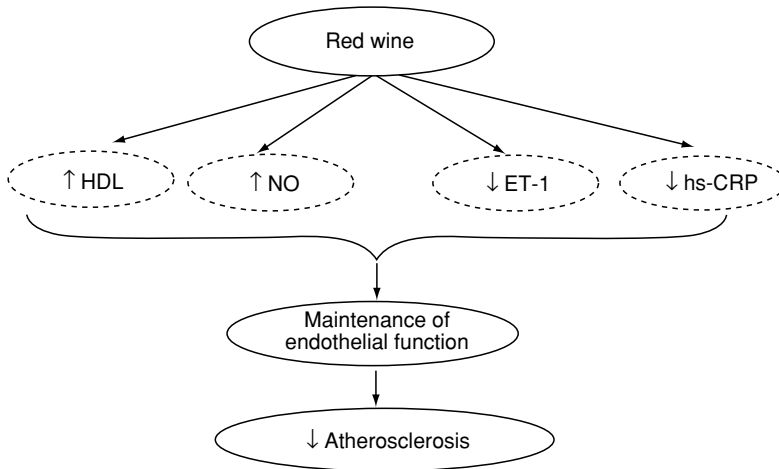 Red wine
↑ HDL
↑ NO
↓ ET-1
↓ hs-CRP
Maintenance of
endothelial function
↓ Atherosclerosis